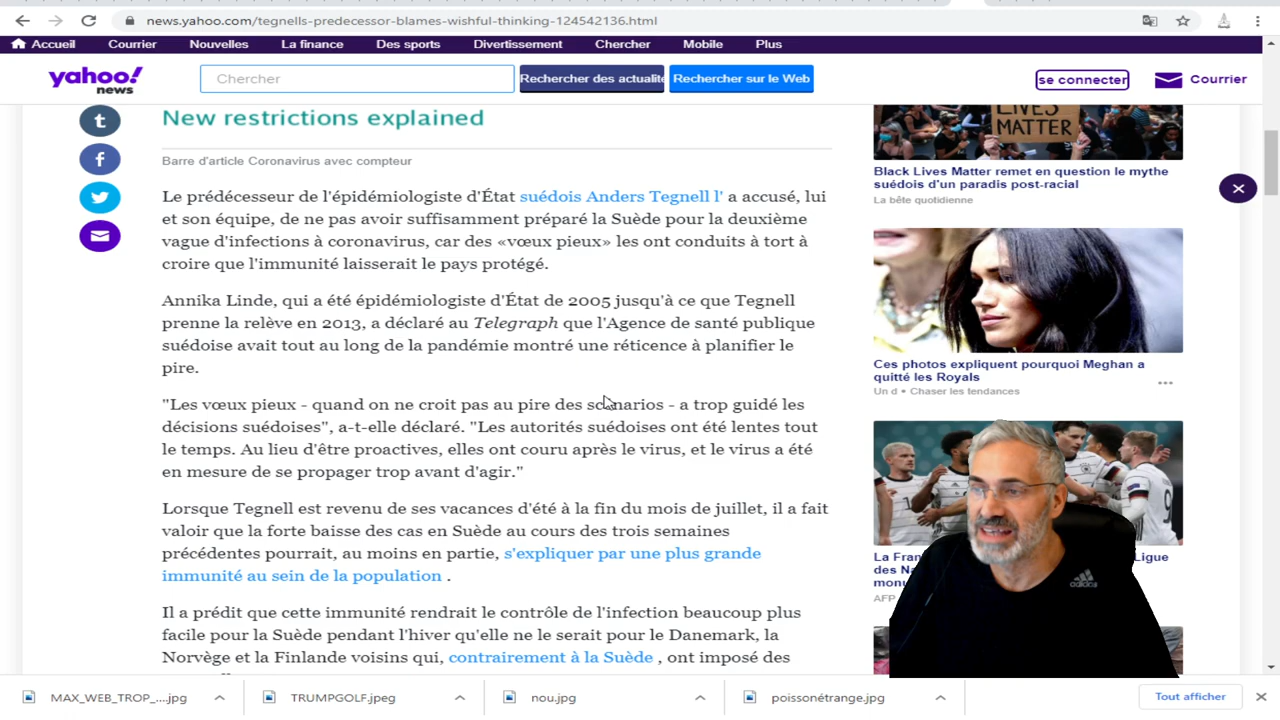 news.yahoo.com/tegnells-predecessor-blames-wishful-thinking-124542136.html
Accueil Courrier Nouvelles La finance Des sports Divertissement Chercher Mobile Plus
yahoo!
news
Chercher
Rechercher des actualité
Rechercher sur le Web
se connecter
Courrier
New restrictions explained
Barre d'article Coronavirus avec compteur
Le prédécesseur de l'épidémiologiste d'État suédois Anders Tegnell l' a accusé, lui
et son équipe, de ne pas avoir suffisamment préparé la Suède pour la deuxième
vague d'infections à coronavirus, car des «vœux pieux» les ont conduits à tort à
croire que l'immunité laisserait le pays protégé.
Annika Linde, qui a été épidémiologiste d'État de 2005 jusqu'à ce que Tegnell
prenne la relève en 2013, a déclaré au Telegraph que l'Agence de santé publique
suédoise avait tout au long de la pandémie montré une réticence à planifier le
pire.
"Les vœux pieux - quand on ne croit pas au pire des scénarios - a trop guidé les
décisions suédoises", a-t-elle déclaré. "Les autorités suédoises ont été lentes tout
le temps. Au lieu d'être proactives, elles ont couru après le virus, et le virus a été
en mesure de se propager trop avant d'agir."
Lorsque Tegnell est revenu de ses vacances d'été à la fin du mois de juillet, il a fait
valoir que la forte baisse des cas en Suède au cours des trois semaines
précédentes pourrait, au moins en partie, s'expliquer par une plus grande
immunité au sein de la population .
Il a prédit que cette immunité rendrait le contrôle de l'infection beaucoup plus
facile pour la Suède pendant l'hiver qu'elle ne le serait pour le Danemark, la
Norvège et la Finlande voisins qui, contrairement à la Suède , ont imposé des
LIVES
MATTER
Black Lives Matter remet en question le mythe
suédois d'un paradis post-racial
La bête quotidienne
Ces photos expliquent pourquoi Meghan a
quitté les Royals
Un d • Chaser les tendances
La Fran
Ligue
des Na
monu
AFP
adidas
MAX_WEB_TROP_....jpg
TRUMPGOLF.jpeg
nou.jpg
poissonétrange.jpg
Tout afficher